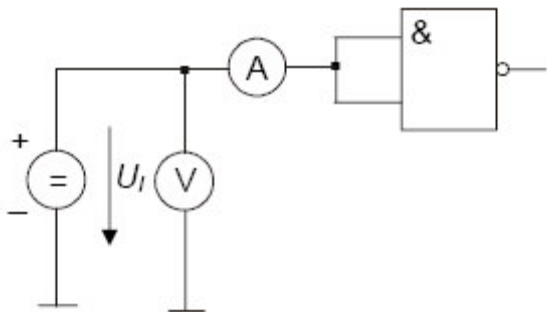 &
A
+
=
U_I
V
–